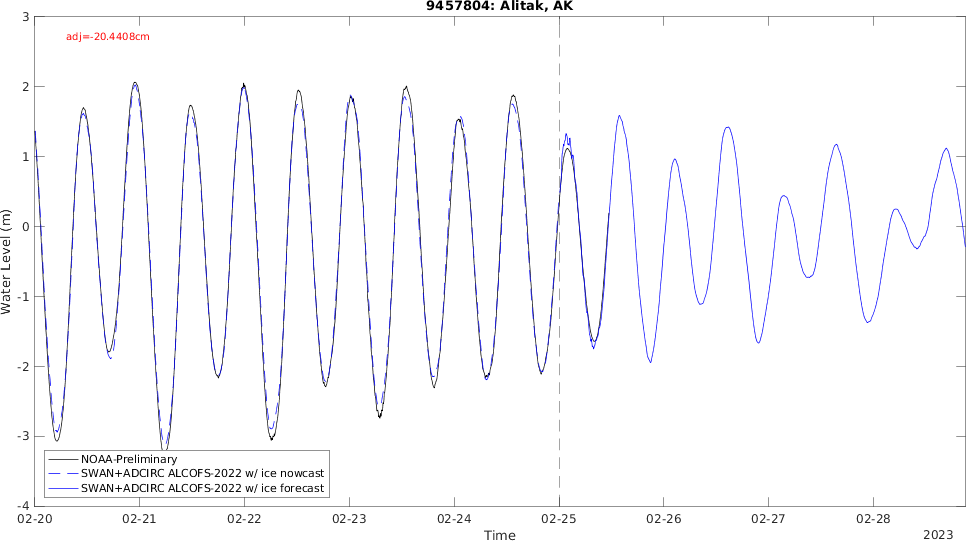 9457804: Alitak, AK
adj=-20.4408cm
3
2
1
0
-1
-2
-3
-4
Water Level (m)
NOAA-Preliminary
SWAN+ADCIRC ALCOFS-2022 w/ ice nowcast
SWAN+ADCIRC ALCOFS-2022 w/ ice forecast
02-20 02-21 02-22 02-23 02-24 02-25 02-26 02-27 02-28
Time
2023